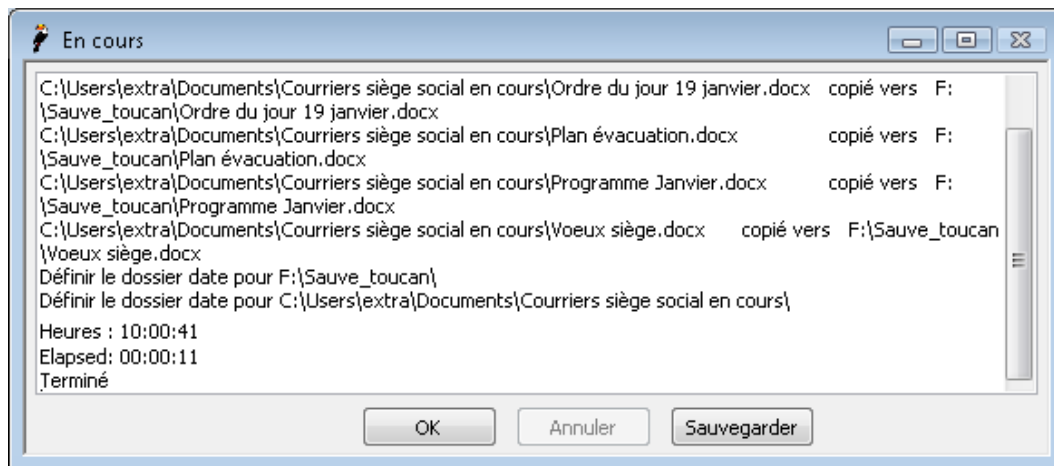 En cours
C:\Users\extra\Documents\Courriers siège social en cours\Ordre du jour 19 janvier.docx copié vers F:
\Sauve_toucan\Ordre du jour 19 janvier.docx
C:\Users\extra\Documents\Courriers siège social en cours\Plan évacuation.docx copié vers F:
\Sauve_toucan\Plan évacuation.docx
C:\Users\extra\Documents\Courriers siège social en cours\Programme Janvier.docx copié vers F:
\Sauve_toucan\Programme Janvier.docx
C:\Users\extra\Documents\Courriers siège social en cours\Voeux siège.docx copié vers F:\Sauve_toucan
\Voeux siège.docx
Définir le dossier date pour F:\Sauve_toucan\
Définir le dossier date pour C:\Users\extra\Documents\Courriers siège social en cours\
Heures : 10:00:41
Elapsed: 00:00:11
Terminé
OK Annuler Sauvegarder